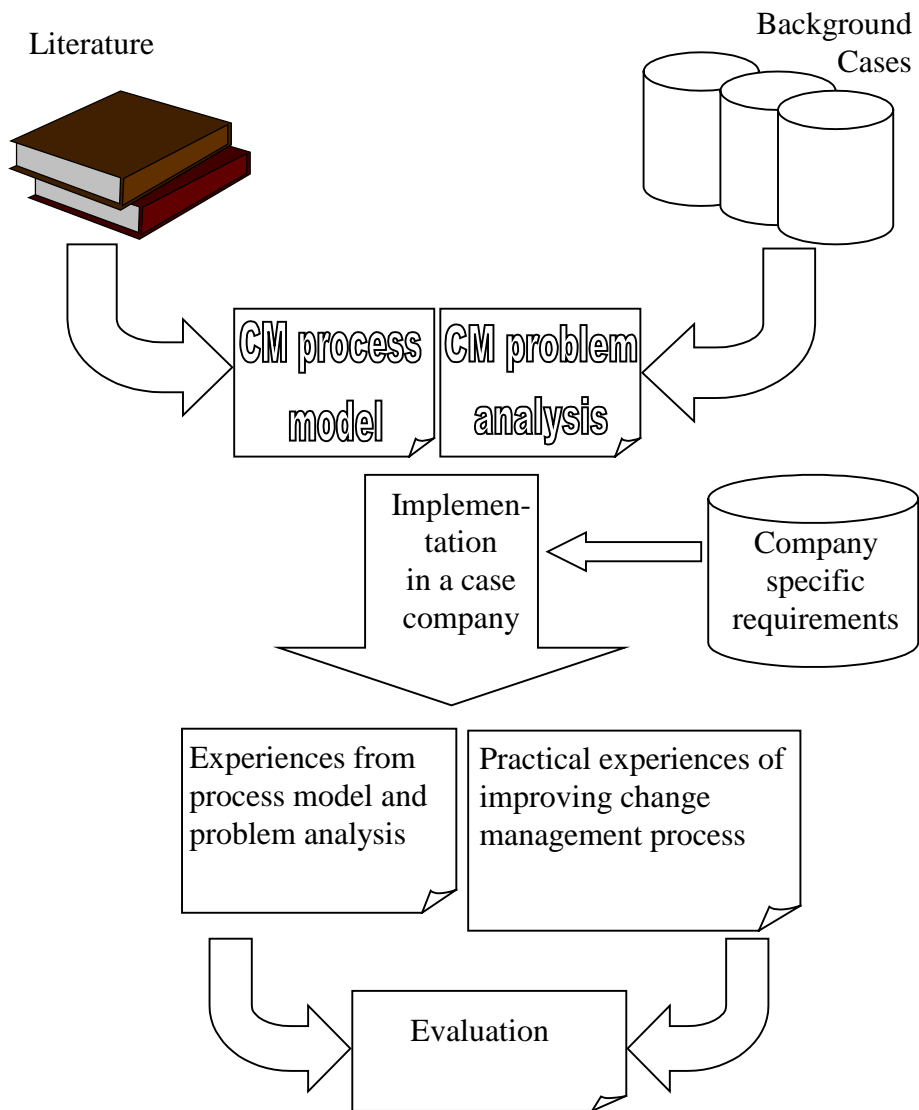 Literature
Background
Cases
CM process
model
CM problem
analysis
Implemen-
tation
in a case
company
Company
specific
requirements
Experiences from
process model and
problem analysis
Practical experiences of
improving change
management process
Evaluation